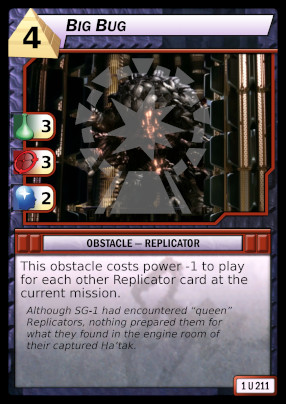 4
BIG BUG
3
3
2
OBSTACLE — REPLICATOR
This obstacle costs power -1 to play
for each other Replicator card at the
current mission.
Although SG-1 had encountered “queen”
Replicators, nothing prepared them for
what they found in the engine room of
their captured Ha’tak.
1 U 211